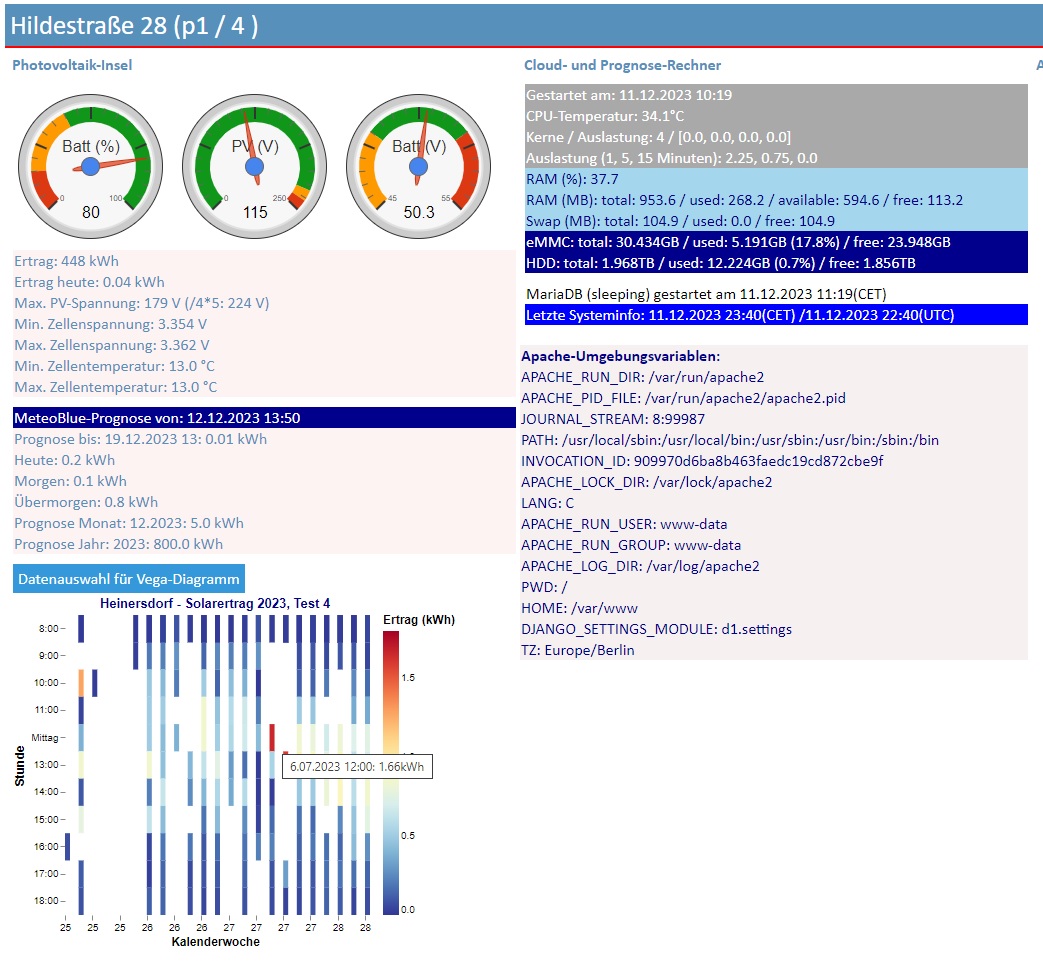 Hildestraße 28 (p1 / 4 )
Photovoltaik-Insel
Batt (%)
0
100
80
PV (V)
0
250
115
Batt (V)
45
55
50.3
Ertrag: 448 kWh
Ertrag heute: 0.04 kWh
Max. PV-Spannung: 179 V (/4*5: 224 V)
Min. Zellenspannung: 3.354 V
Max. Zellenspannung: 3.362 V
Min. Zellentemperatur: 13.0 °C
Max. Zellentemperatur: 13.0 °C
MeteoBlue-Prognose von: 12.12.2023 13:50
Prognose bis: 19.12.2023 13: 0.01 kWh
Heute: 0.2 kWh
Morgen: 0.1 kWh
Übermorgen: 0.8 kWh
Prognose Monat: 12.2023: 5.0 kWh
Prognose Jahr: 2023: 800.0 kWh
Datenauswahl für Vega-Diagramm
Heinersdorf - Solarertrag 2023, Test 4
Ertrag (kWh)
1.5
0.5
0.0
Stunde
8:00
9:00
10:00
11:00
Mittag
13:00
14:00
15:00
16:00
17:00
18:00
6.07.2023 12:00: 1.66kWh
25 25 25 26 26 26 27 27 27 27 28 28
Kalenderwoche
Cloud- und Prognose-Rechner
Gestartet am: 11.12.2023 10:19
CPU-Temperatur: 34.1°C
Kerne / Auslastung: 4 / [0.0, 0.0, 0.0, 0.0]
Auslastung (1, 5, 15 Minuten): 2.25, 0.75, 0.0
RAM (%): 37.7
RAM (MB): total: 953.6 / used: 268.2 / available: 594.6 / free: 113.2
Swap (MB): total: 104.9 / used: 0.0 / free: 104.9
eMMC: total: 30.434GB / used: 5.191GB (17.8%) / free: 23.948GB
HDD: total: 1.968TB / used: 12.224GB (0.7%) / free: 1.856TB
MariaDB (sleeping) gestartet am 11.12.2023 11:19(CET)
Letzte Systeminfo: 11.12.2023 23:40(CET) /11.12.2023 22:40(UTC)
Apache-Umgebungsvariablen:
APACHE_RUN_DIR: /var/run/apache2
APACHE_PID_FILE: /var/run/apache2/apache2.pid
JOURNAL_STREAM: 8:99987
PATH: /usr/local/sbin:/usr/local/bin:/usr/sbin:/usr/bin:/sbin:/bin
INVOCATION_ID: 909970d6ba8b463faedc19cd872cbe9f
APACHE_LOCK_DIR: /var/lock/apache2
LANG: C
APACHE_RUN_USER: www-data
APACHE_RUN_GROUP: www-data
APACHE_LOG_DIR: /var/log/apache2
PWD: /
HOME: /var/www
DJANGO_SETTINGS_MODULE: d1.settings
TZ: Europe/Berlin